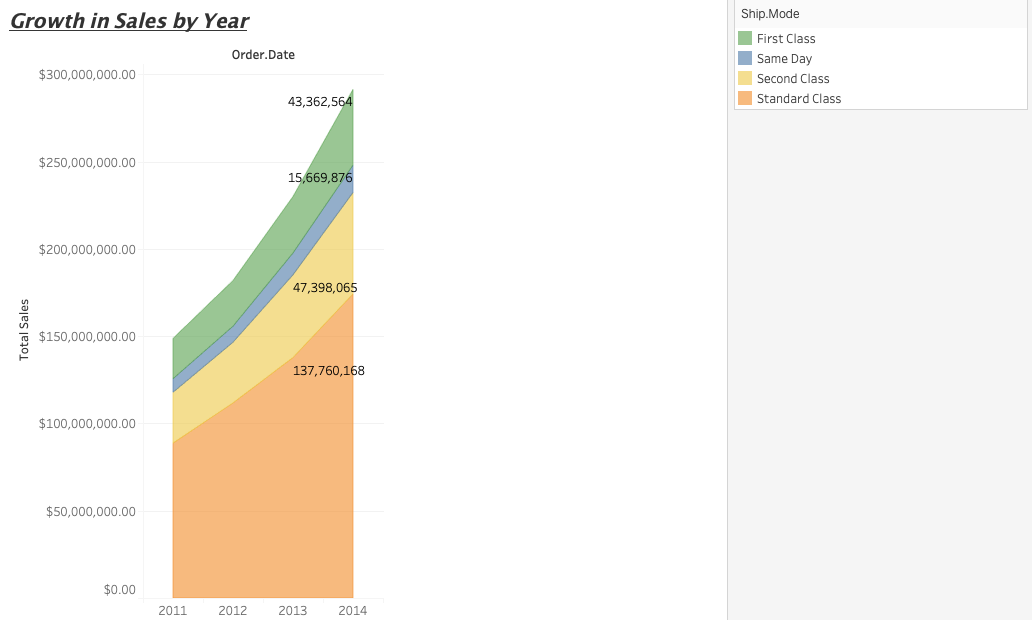 Growth in Sales by Year
Order.Date
$300,000,000.00
$250,000,000.00
$200,000,000.00
$150,000,000.00
$100,000,000.00
$50,000,000.00
$0.00
Total Sales
43,362,564
15,669,876
47,398,065
137,760,168
2011 2012 2013 2014
Ship.Mode
First Class
Same Day
Second Class
Standard Class